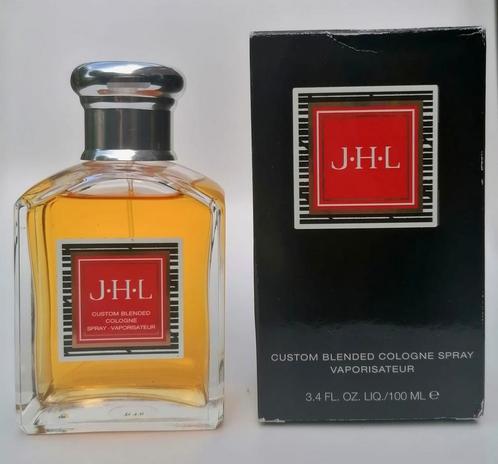 J·H·L
CUSTOM BLENDED
COLOGNE
SPRAY · VAPORISATEUR
J·H·L
CUSTOM BLENDED COLOGNE SPRAY
VAPORISATEUR
3.4 FL. OZ. LIQ./100 ML ℮